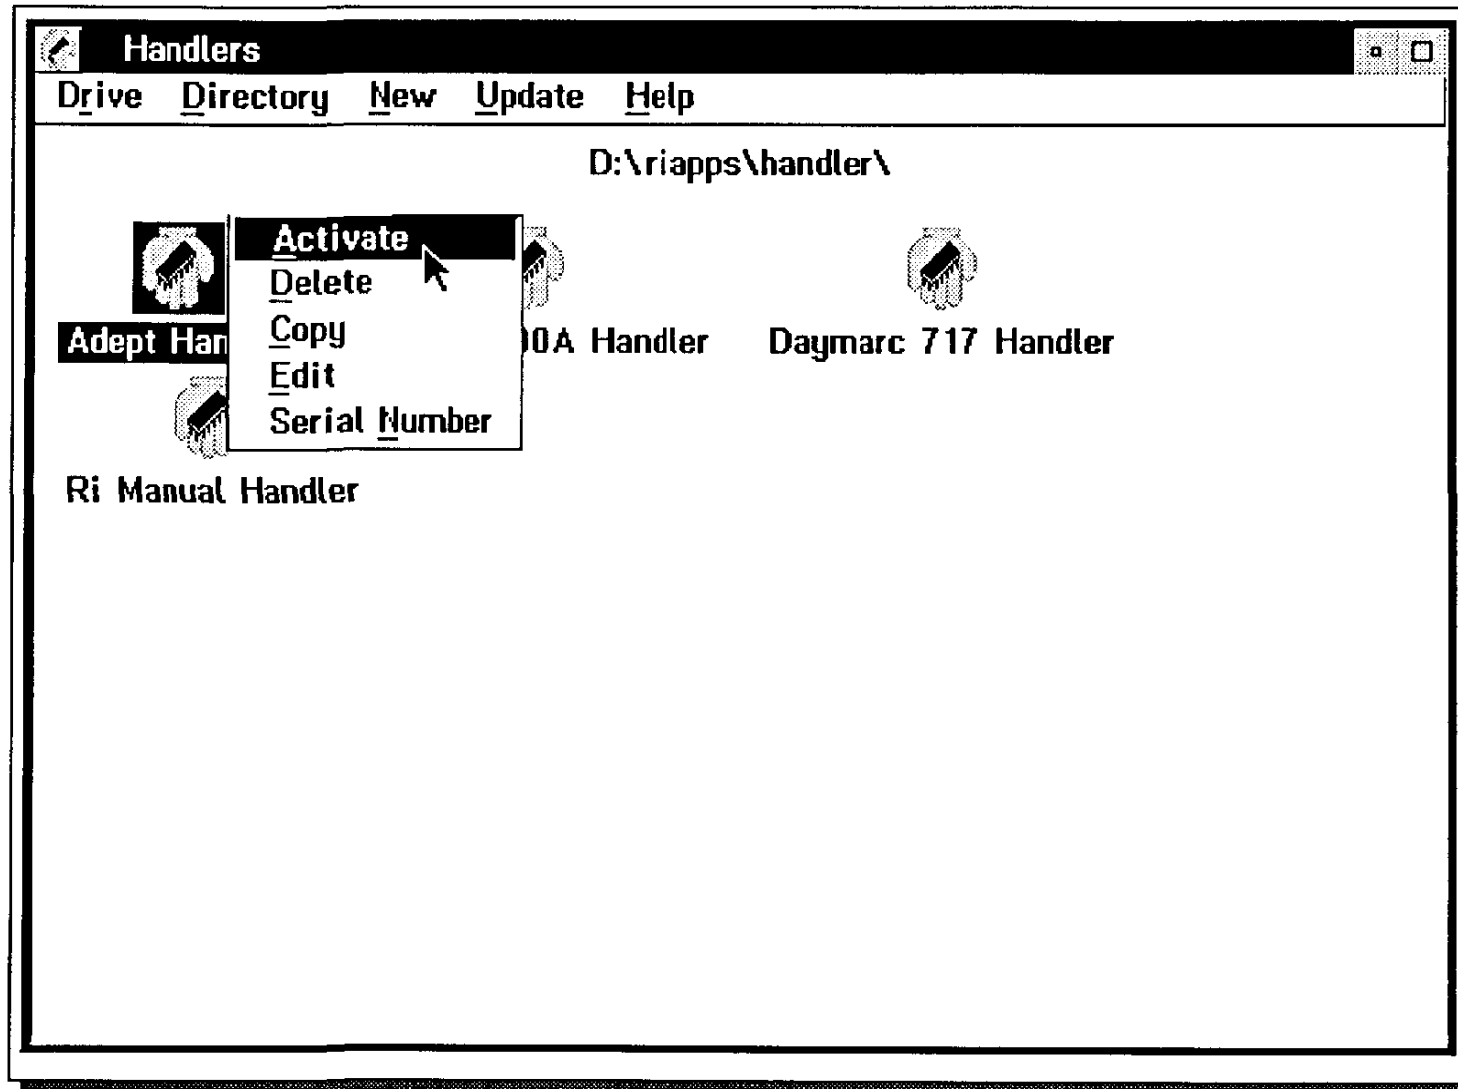 Handlers
Drive Directory New Update Help
D:\riapps\handler\
Activate
Delete
Copy
Edit
Serial Number
Adept Han
00A Handler
Daymarc 717 Handler
Ri Manual Handler